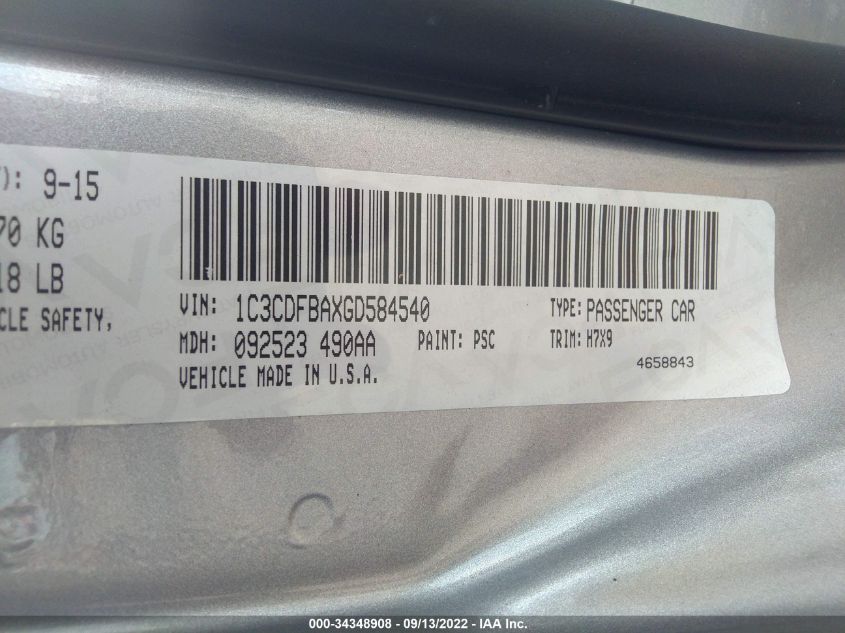 ): 9-15
70 KG
18 LB
CLE SAFETY,
VIN: 1C3CDFBAXGD584540 TYPE: PASSENGER CAR
MDH: 092523 490AA PAINT: PSC TRIM: H7X9
VEHICLE MADE IN U.S.A. 4658843
000-34348908 - 09/13/2022 - IAA Inc.